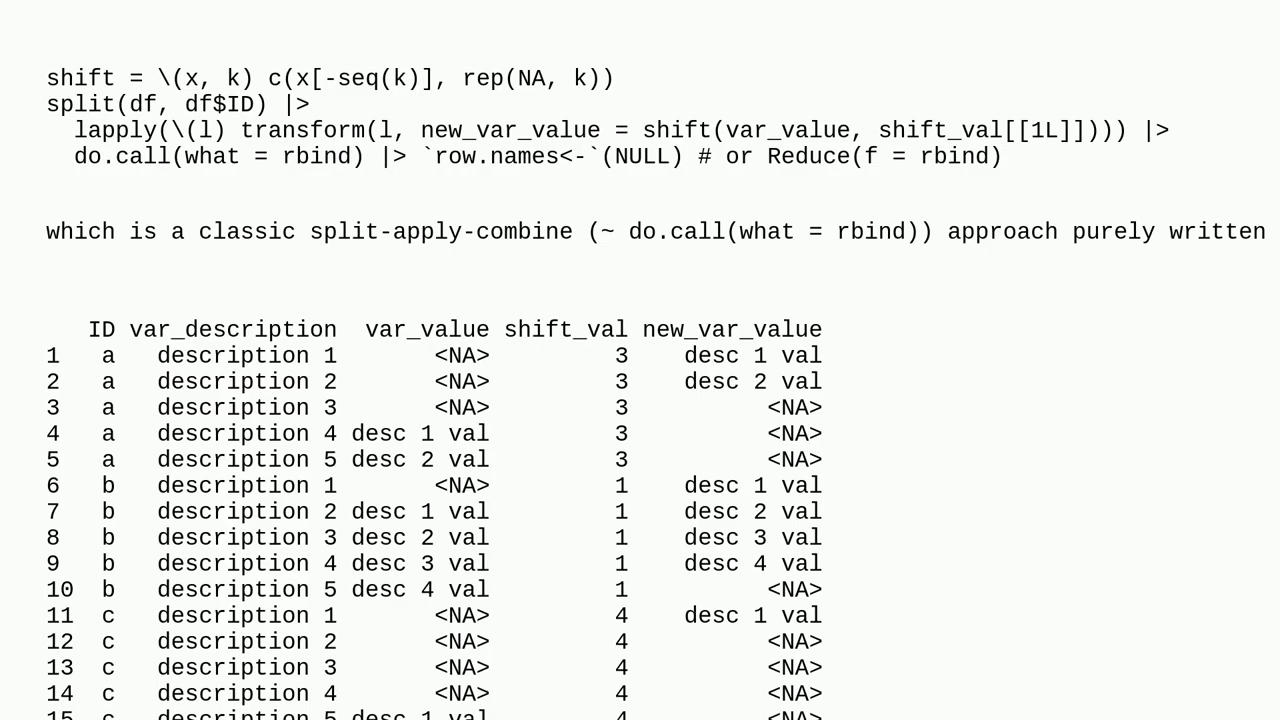 shift = \(x, k) c(x[-seq(k)], rep(NA, k))
split(df, df$ID) |>
  lapply(\(l) transform(l, new_var_value = shift(var_value, shift_val[[1L]]))) |>
  do.call(what = rbind) |> `row.names<-`(NULL) # or Reduce(f = rbind)
which is a classic split-apply-combine (~ do.call(what = rbind)) approach purely written
   ID var_description  var_value shift_val new_var_value
1   a   description 1       <NA>         3    desc 1 val
2   a   description 2       <NA>         3    desc 2 val
3   a   description 3       <NA>         3          <NA>
4   a   description 4 desc 1 val         3          <NA>
5   a   description 5 desc 2 val         3          <NA>
6   b   description 1       <NA>         1    desc 1 val
7   b   description 2 desc 1 val         1    desc 2 val
8   b   description 3 desc 2 val         1    desc 3 val
9   b   description 4 desc 3 val         1    desc 4 val
10  b   description 5 desc 4 val         1          <NA>
11  c   description 1       <NA>         4    desc 1 val
12  c   description 2       <NA>         4          <NA>
13  c   description 3       <NA>         4          <NA>
14  c   description 4       <NA>         4          <NA>
15  c   description 5 desc 1 val         4          <NA>